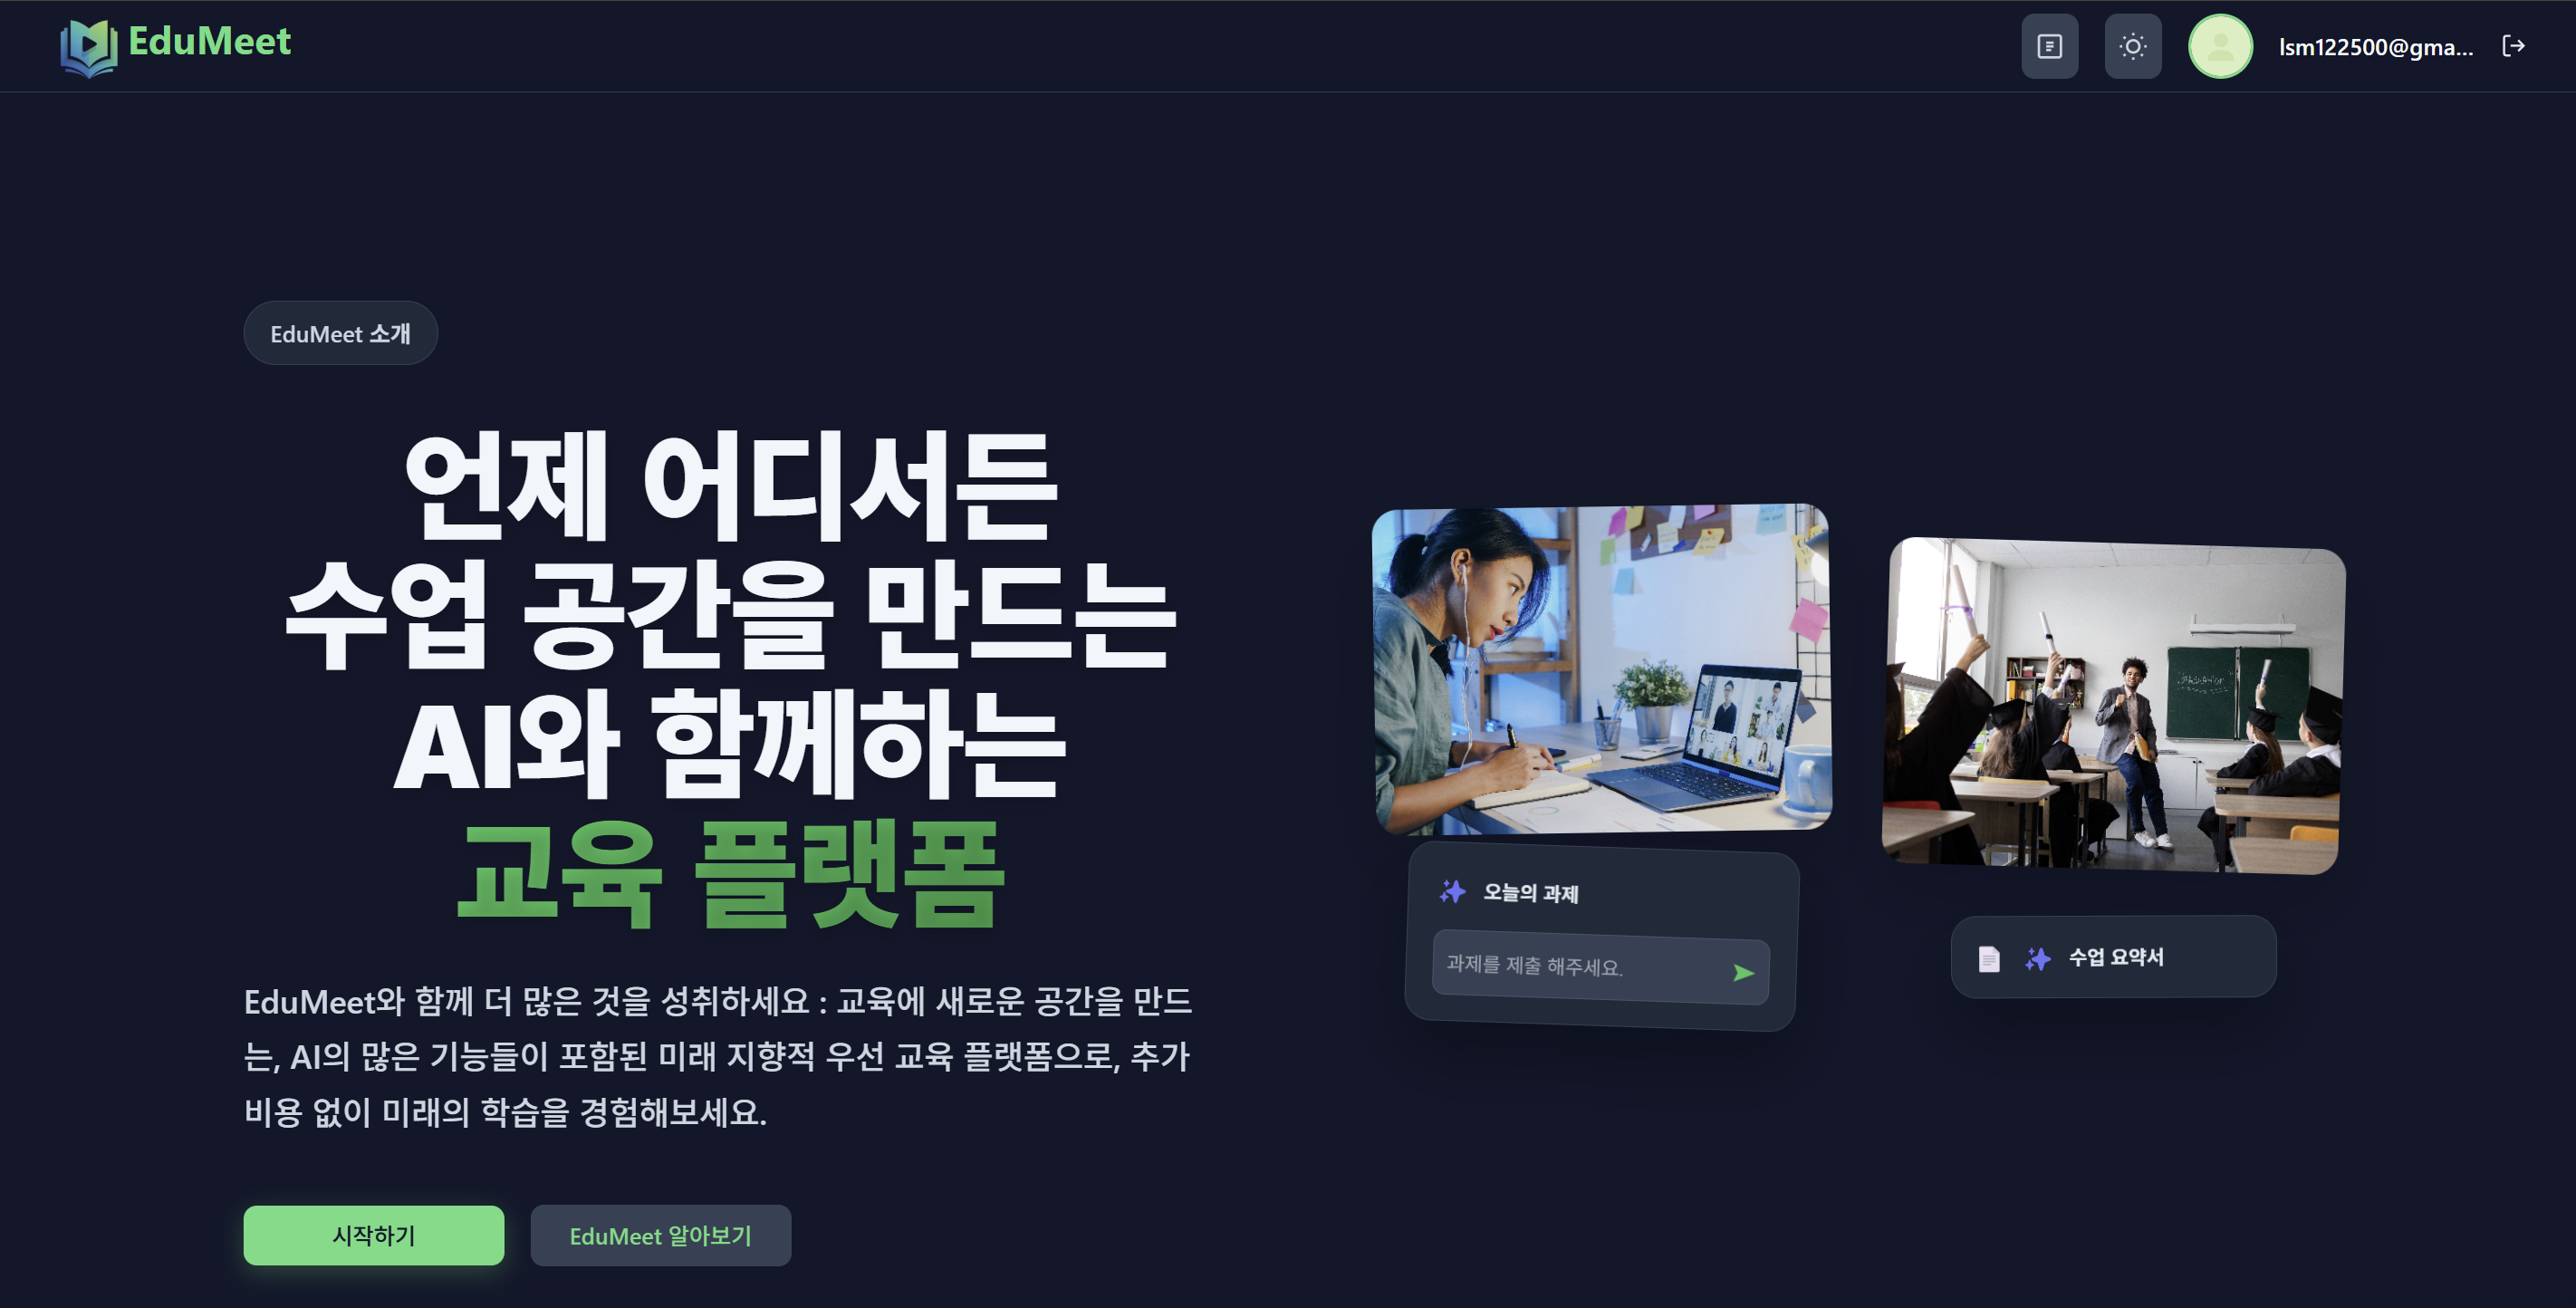 EduMeet
lsm122500@gma...
EduMeet 소개
언제 어디서든
수업 공간을 만드는
AI와 함께하는
교육 플랫폼
EduMeet와 함께 더 많은 것을 성취하세요 : 교육에 새로운 공간을 만드
는, AI의 많은 기능들이 포함된 미래 지향적 우선 교육 플랫폼으로, 추가
비용 없이 미래의 학습을 경험해보세요.
시작하기
EduMeet 알아보기
오늘의 과제
과제를 제출 해주세요.
수업 요약서